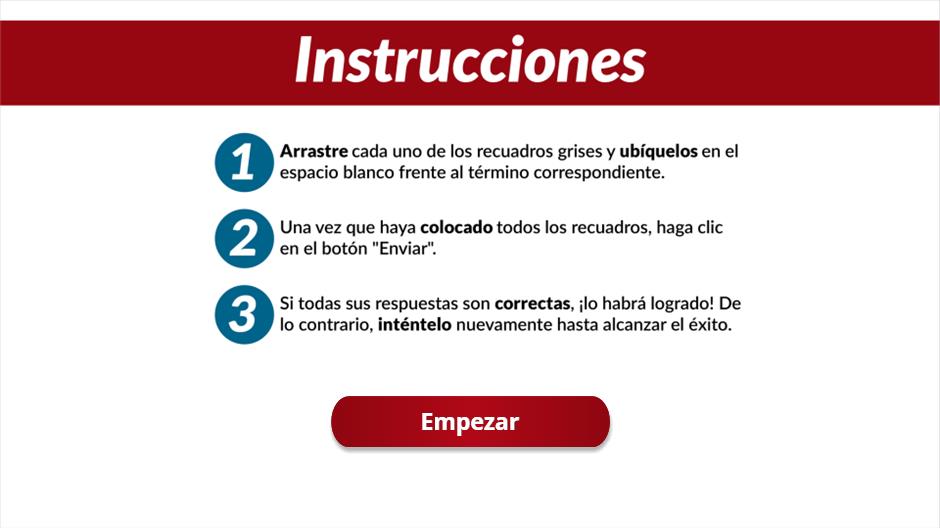 Instrucciones
1
Arrastre cada uno de los recuadros grises y ubíquelos en el
espacio blanco frente al término correspondiente.
2
Una vez que haya colocado todos los recuadros, haga clic
en el botón "Enviar".
3
Si todas sus respuestas son correctas, ¡lo habrá logrado! De
lo contrario, inténtelo nuevamente hasta alcanzar el éxito.
Empezar